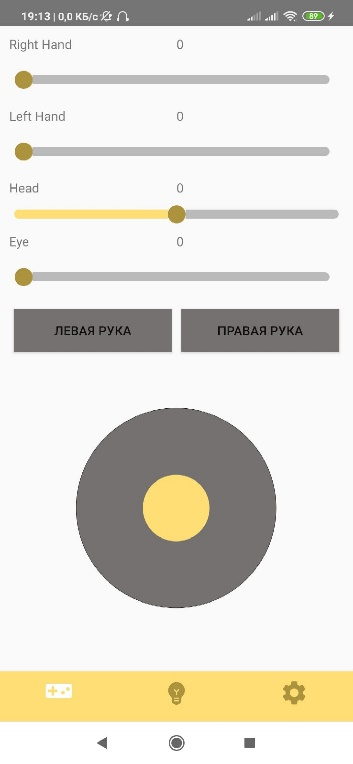 19:13 | 0,0 КБ/с
89
Right Hand 0
Left Hand 0
Head 0
Eye 0
ЛЕВАЯ РУКА ПРАВАЯ РУКА